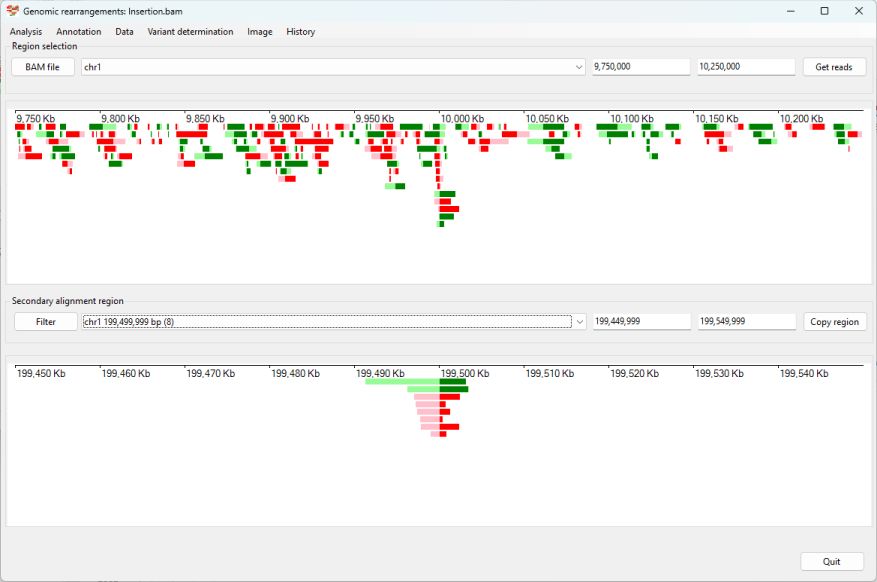 Genomic rearrangements: Insertion.bam
Analysis Annotation Data Variant determination Image History
Region selection
BAM file chr1 9,750,000 10,250,000 Get reads
9,750 Kb 9,800 Kb 9,850 Kb 9,900 Kb 9,950 Kb 10,000 Kb 10,050 Kb 10,100 Kb 10,150 Kb 10,200 Kb
Secondary alignment region
Filter chr1 199,499,999 bp (8) 199,449,999 199,549,999 Copy region
199,450 Kb 199,460 Kb 199,470 Kb 199,480 Kb 199,490 Kb 199,500 Kb 199,510 Kb 199,520 Kb 199,530 Kb 199,540 Kb
Quit